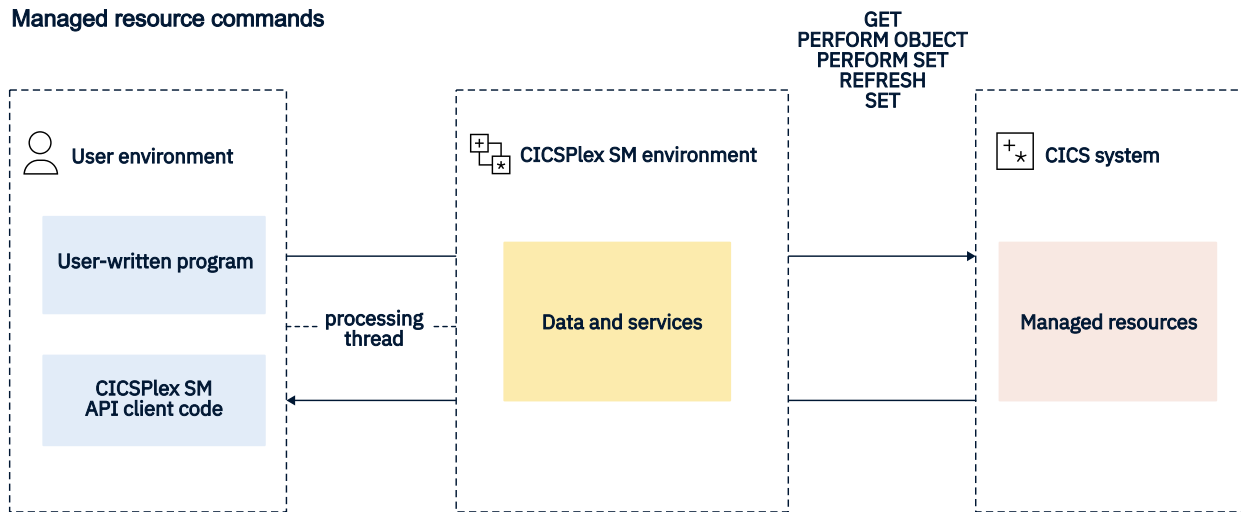 Managed resource commands
GET
PERFORM OBJECT
PERFORM SET
REFRESH
SET
User environment
CICSPlex SM environment
CICS system
User-written program
processing
thread
CICSPlex SM
API client code
Data and services
Managed resources